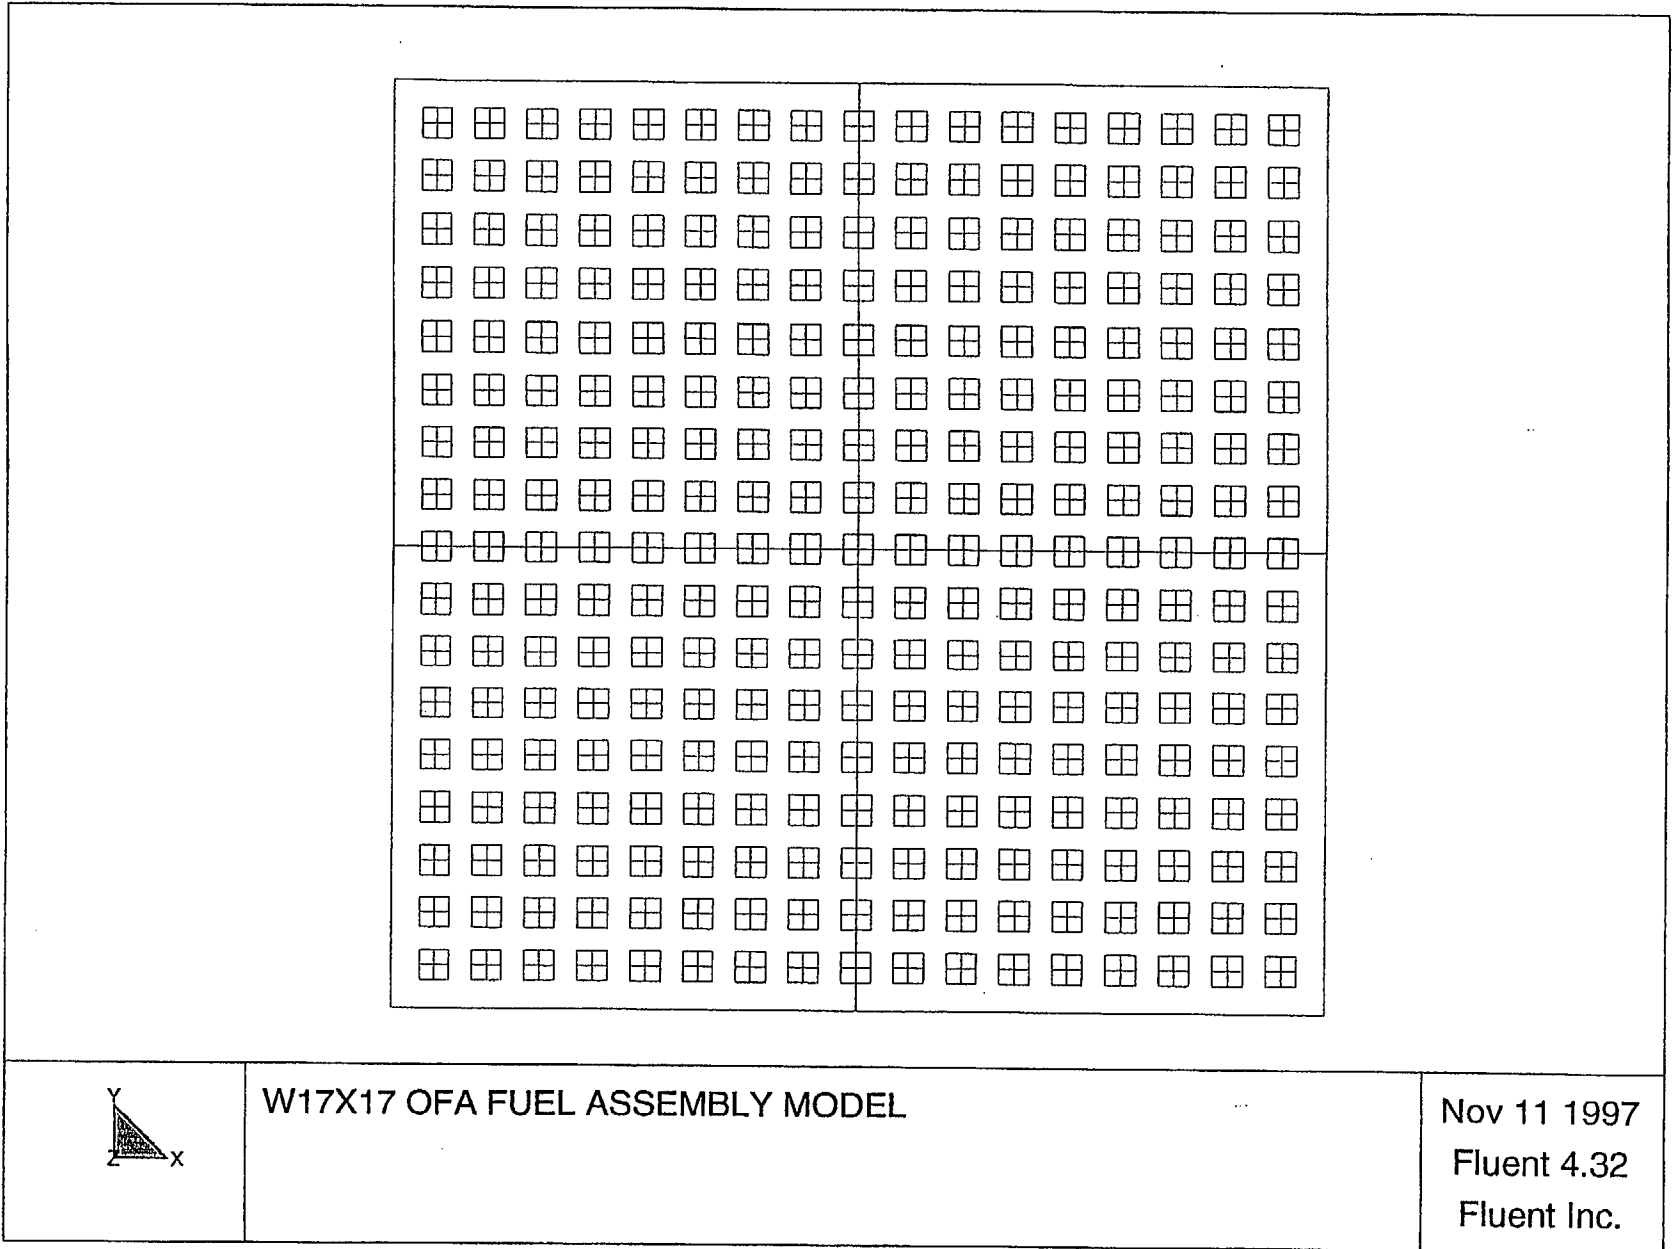 Y
Z X
W17X17 OFA FUEL ASSEMBLY MODEL
Nov 11 1997
Fluent 4.32
Fluent Inc.